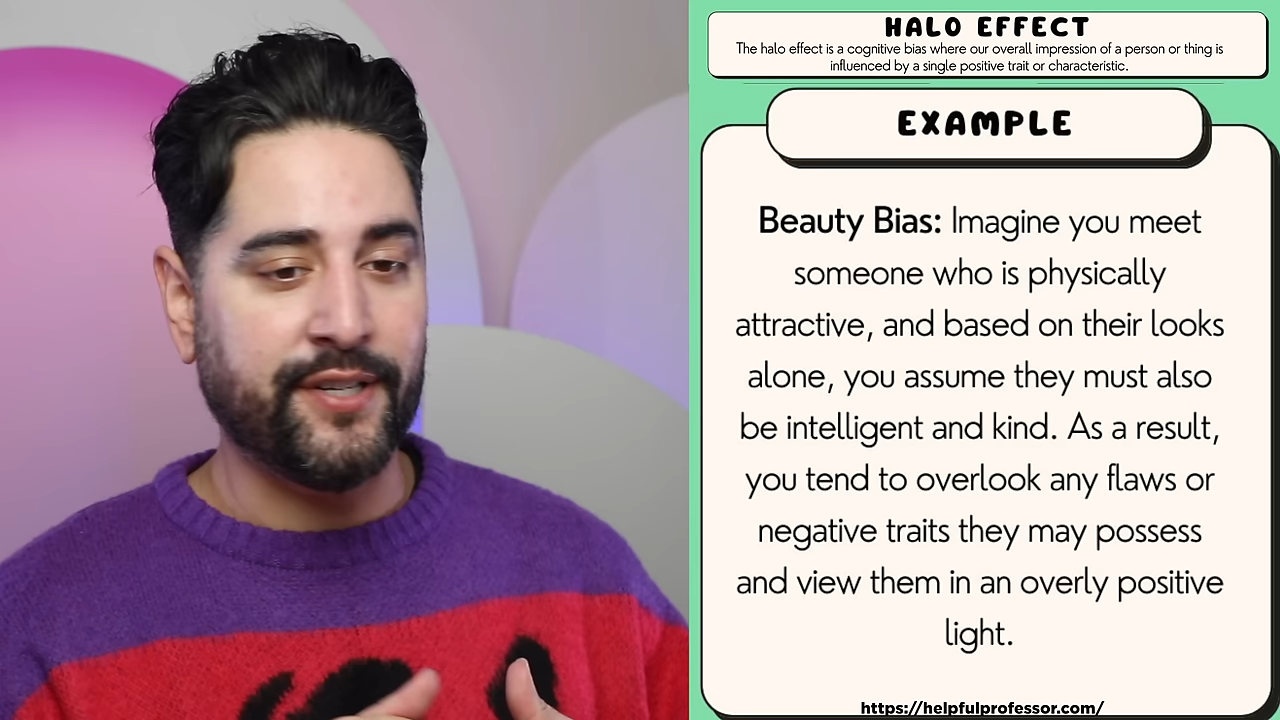 HALO EFFECT
The halo effect is a cognitive bias where our overall impression of a person or thing is
influenced by a single positive trait or characteristic.
EXAMPLE
Beauty Bias: Imagine you meet
someone who is physically
attractive, and based on their looks
alone, you assume they must also
be intelligent and kind. As a result,
you tend to overlook any flaws or
negative traits they may possess
and view them in an overly positive
light.
https://helpfulprofessor.com/